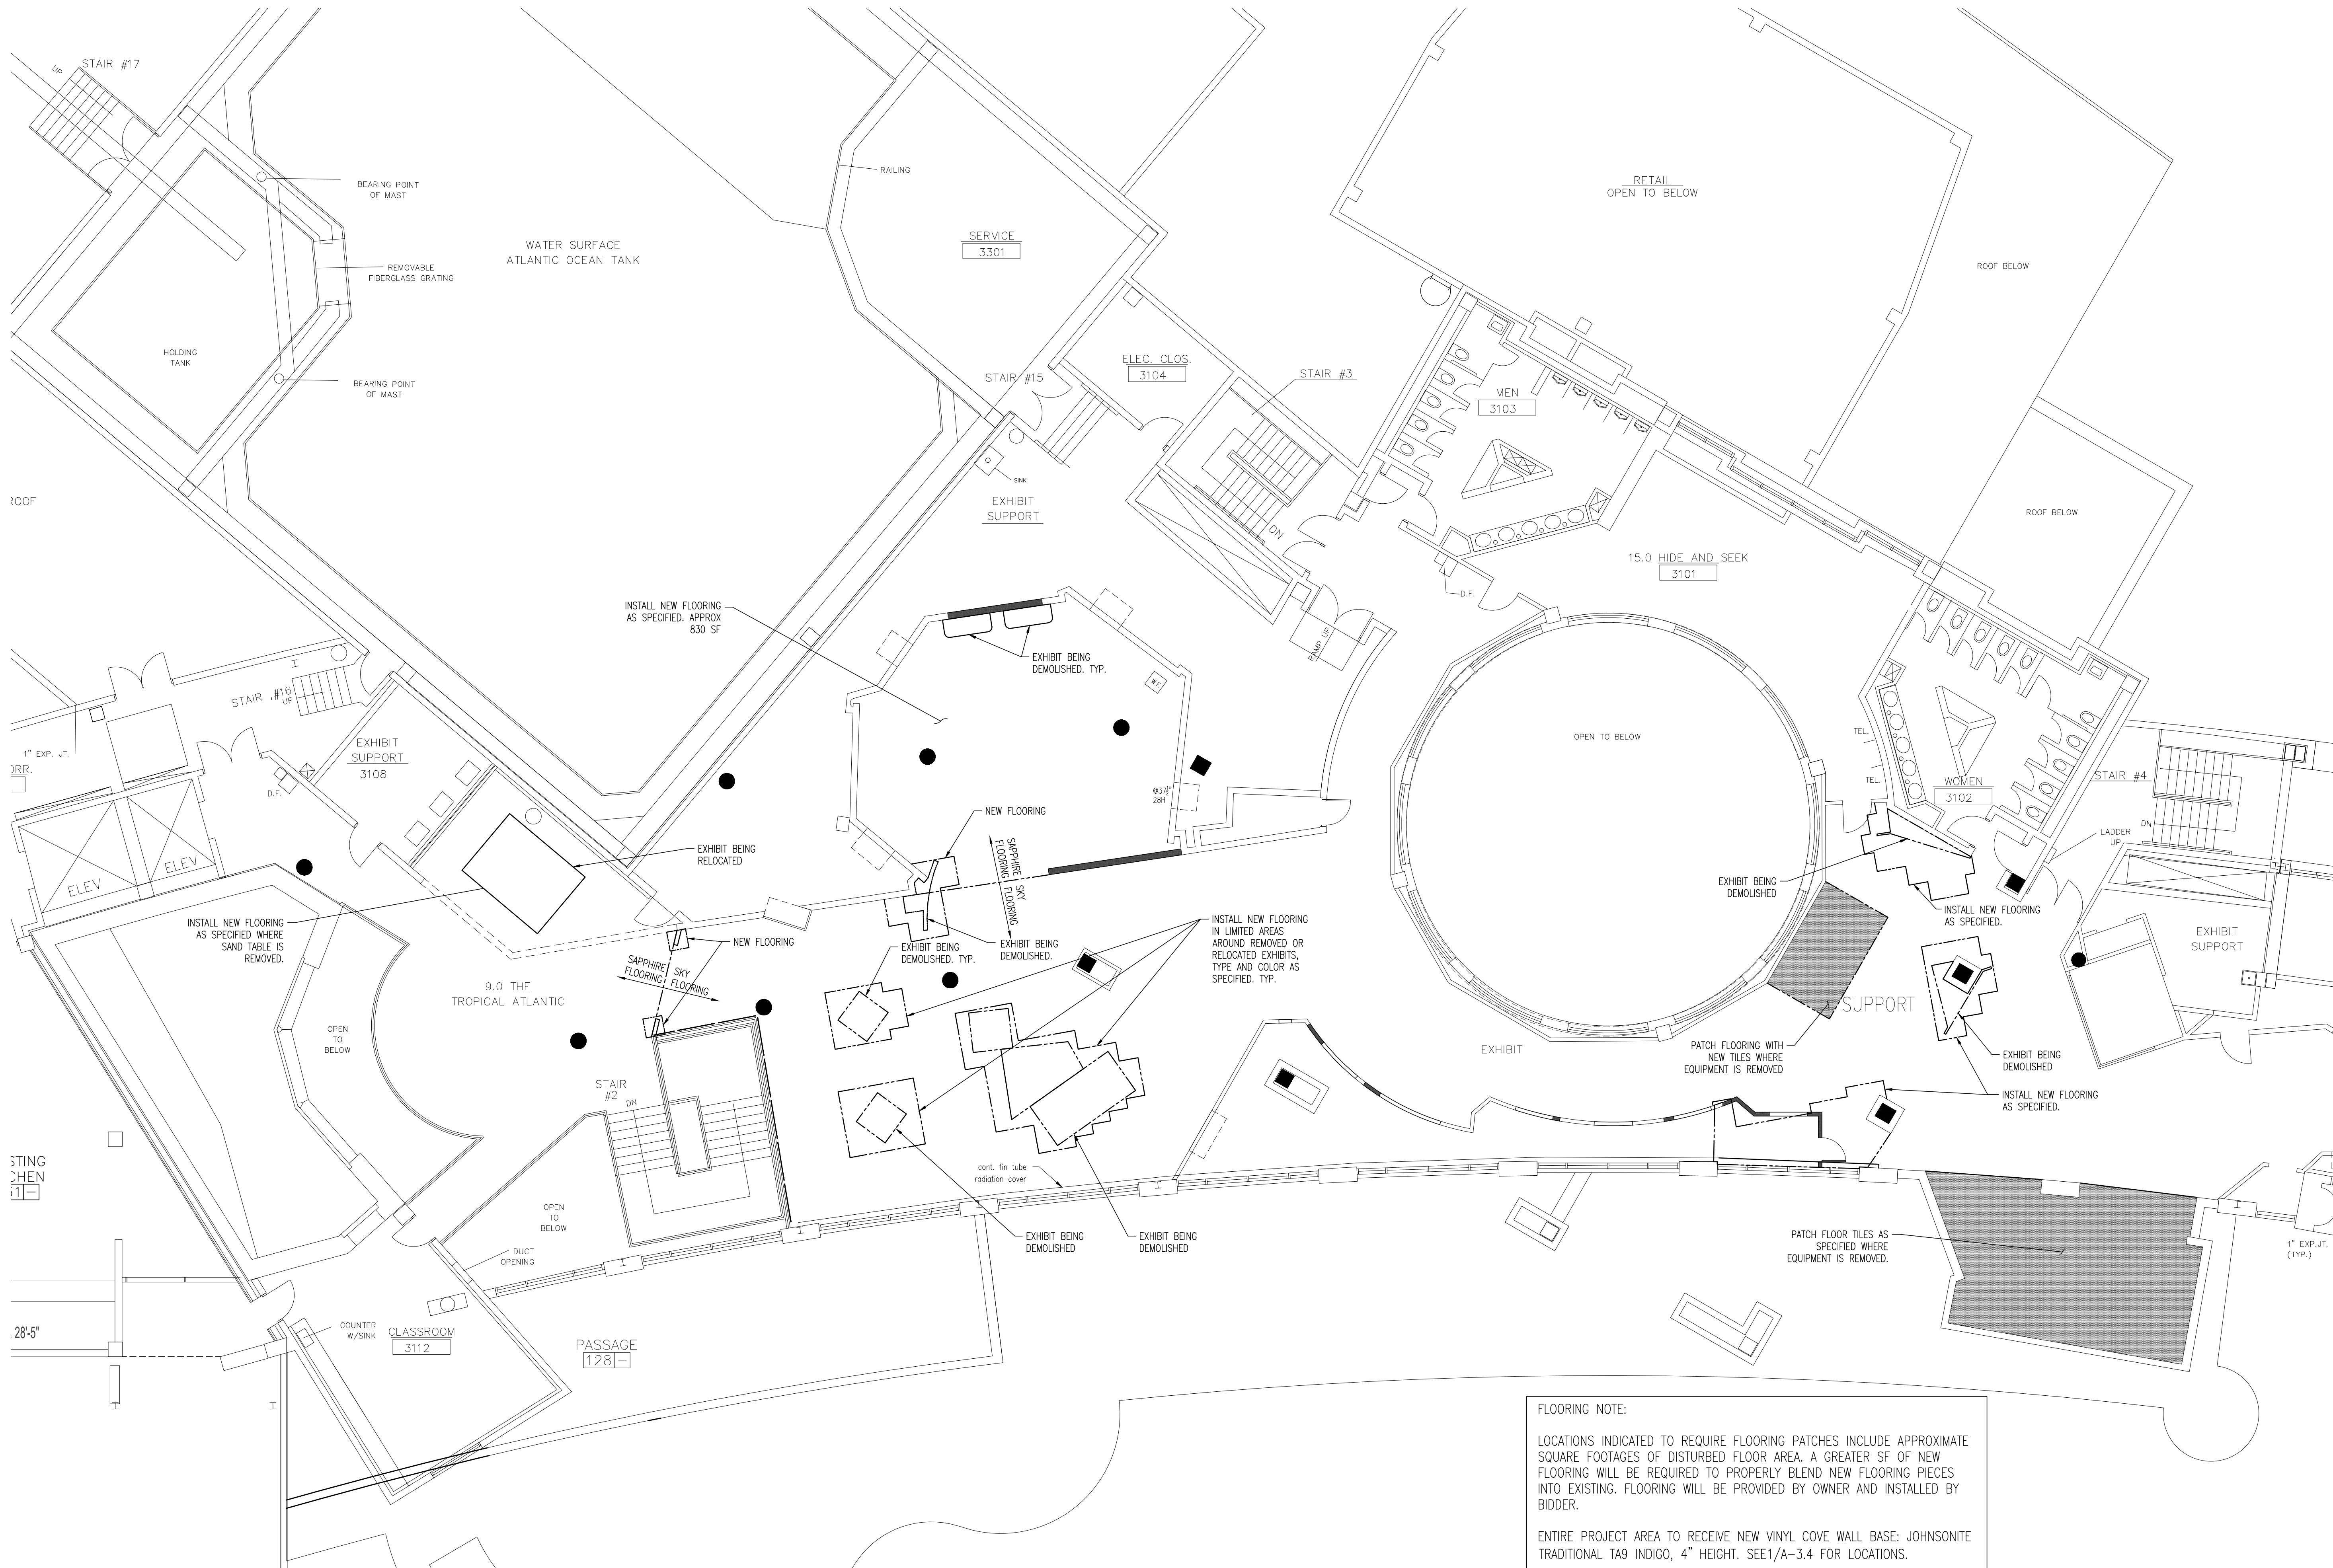 STAIR #17
UP
BEARING POINT
OF MAST
REMOVABLE
FIBERGLASS GRATING
WATER SURFACE
ATLANTIC OCEAN TANK
HOLDING
TANK
BEARING POINT
OF MAST
RAILING
SERVICE
3301
RETAIL
OPEN TO BELOW
ROOF BELOW
ROOF BELOW
ELEC. CLOS.
3104
STAIR #15
STAIR #3
DN
MEN
3103
SINK
EXHIBIT
SUPPORT
ROOF
15.0 HIDE AND SEEK
3101
D.F.
RAMP UP
INSTALL NEW FLOORING
AS SPECIFIED. APPROX
830 SF
EXHIBIT BEING
DEMOLISHED. TYP.
W.F.
STAIR #16
UP
EXHIBIT
SUPPORT
3108
1" EXP. JT.
ORR.
D.F.
ELEV
ELEV
OPEN TO BELOW
TEL.
TEL.
WOMEN
3102
STAIR #4
DN
LADDER
UP
@37½"
28H
NEW FLOORING
SAPPHIRE
FLOORING
SKY
FLOORING
EXHIBIT BEING
RELOCATED
EXHIBIT BEING
DEMOLISHED
INSTALL NEW FLOORING
AS SPECIFIED.
EXHIBIT
SUPPORT
INSTALL NEW FLOORING
AS SPECIFIED WHERE
SAND TABLE IS
REMOVED.
NEW FLOORING
SAPPHIRE
FLOORING
SKY
FLOORING
EXHIBIT BEING
DEMOLISHED. TYP.
EXHIBIT BEING
DEMOLISHED.
INSTALL NEW FLOORING
IN LIMITED AREAS
AROUND REMOVED OR
RELOCATED EXHIBITS,
TYPE AND COLOR AS
SPECIFIED. TYP.
9.0 THE
TROPICAL ATLANTIC
OPEN
TO
BELOW
SUPPORT
EXHIBIT
PATCH FLOORING WITH
NEW TILES WHERE
EQUIPMENT IS REMOVED
EXHIBIT BEING
DEMOLISHED
INSTALL NEW FLOORING
AS SPECIFIED.
STAIR
#2
DN
STING
CHEN
51 -
cont. fin tube
radiation cover
OPEN
TO
BELOW
DUCT
OPENING
EXHIBIT BEING
DEMOLISHED
EXHIBIT BEING
DEMOLISHED
PATCH FLOOR TILES AS
SPECIFIED WHERE
EQUIPMENT IS REMOVED.
1" EXP.JT.
(TYP.)
. 28'-5"
COUNTER
W/SINK
CLASSROOM
3112
PASSAGE
128 -
FLOORING NOTE:
LOCATIONS INDICATED TO REQUIRE FLOORING PATCHES INCLUDE APPROXIMATE
SQUARE FOOTAGES OF DISTURBED FLOOR AREA. A GREATER SF OF NEW
FLOORING WILL BE REQUIRED TO PROPERLY BLEND NEW FLOORING PIECES
INTO EXISTING. FLOORING WILL BE PROVIDED BY OWNER AND INSTALLED BY
BIDDER.
ENTIRE PROJECT AREA TO RECEIVE NEW VINYL COVE WALL BASE: JOHNSONITE
TRADITIONAL TA9 INDIGO, 4" HEIGHT. SEE1/A-3.4 FOR LOCATIONS.